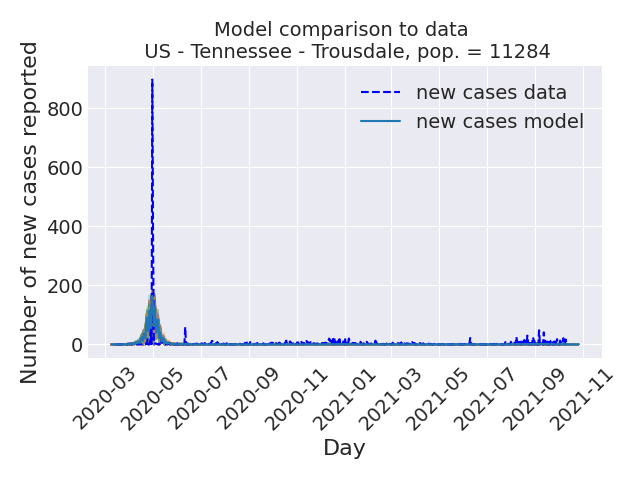 Model comparison to data
US - Tennessee - Trousdale, pop. = 11284
Number of new cases reported
800
600
400
200
0
new cases data
new cases model
2020-03
2020-05
2020-07
2020-09
2020-11
2021-01
2021-03
2021-05
2021-07
2021-09
2021-11
Day